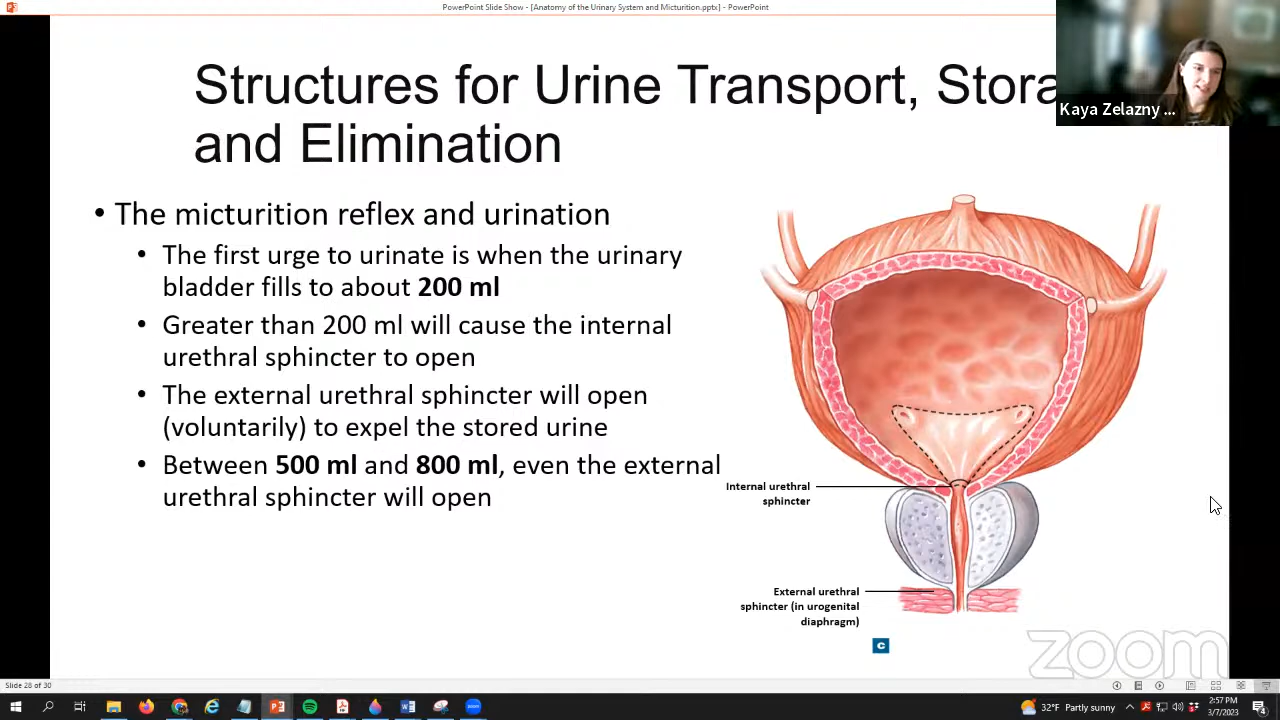 PowerPoint Slide Show - [Anatomy of the Urinary System and Micturition.pptx] - PowerPoint
Kaya Zelazny ...
Structures for Urine Transport, Stora
and Elimination
• The micturition reflex and urination
• The first urge to urinate is when the urinary
bladder fills to about 200 ml
• Greater than 200 ml will cause the internal
urethral sphincter to open
• The external urethral sphincter will open
(voluntarily) to expel the stored urine
• Between 500 ml and 800 ml, even the external
urethral sphincter will open
Internal urethral
sphincter
External urethral
sphincter (in urogenital
diaphragm)
C
zoom
Slide 28 of 30
32°F Partly sunny
2:57 PM
3/7/2023